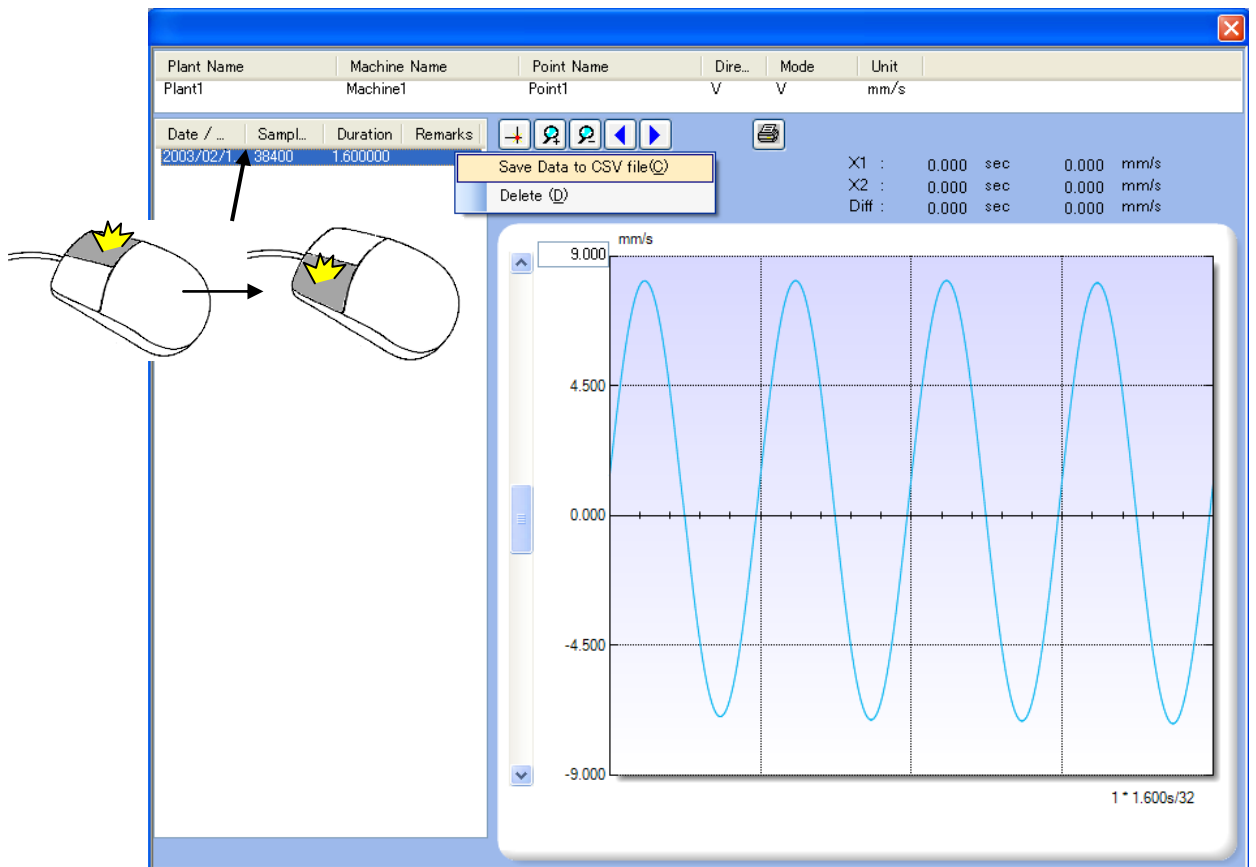 Plant Name Machine Name Point Name Dire... Mode Unit
Plant1 Machine1 Point1 V V mm/s
Date / ... Sampl... Duration Remarks
2003/02/1... 38400 1.600000
Save Data to CSV file(C)
Delete (D)
X1 : 0.000 sec 0.000 mm/s
X2 : 0.000 sec 0.000 mm/s
Diff : 0.000 sec 0.000 mm/s
mm/s
9.000
4.500
0.000
-4.500
-9.000
1 * 1.600s/32